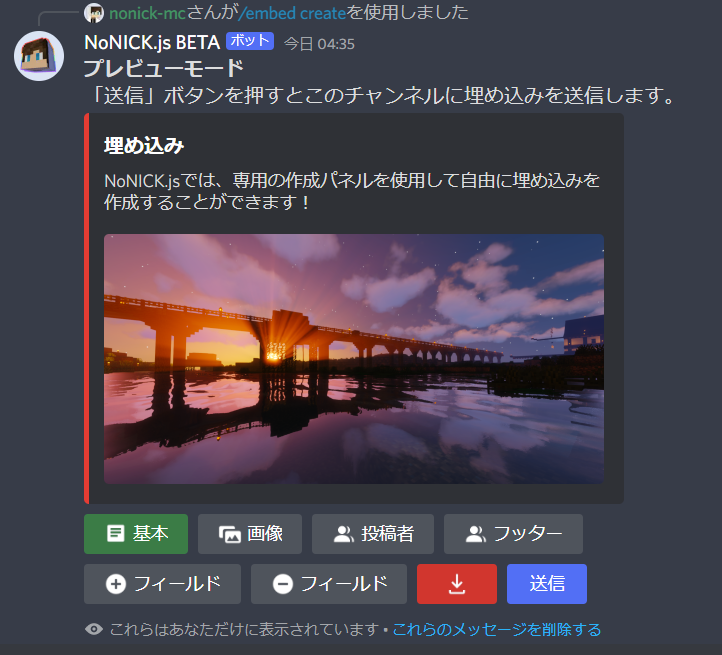 nonick-mcさんが/embed createを使用しました
NoNICK.js BETA ボット 今日 04:35
プレビューモード
「送信」ボタンを押すとこのチャンネルに埋め込みを送信します。
埋め込み
NoNICK.jsでは、専用の作成パネルを使用して自由に埋め込みを
作成することができます！
基本 画像 投稿者 フッター
フィールド フィールド 送信
これらはあなただけに表示されています • これらのメッセージを削除する